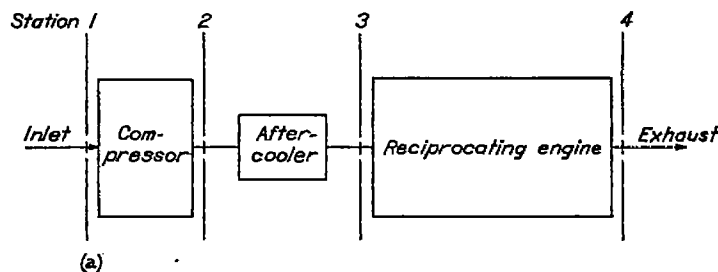 Station 1
2
3
4
Inlet
Com-
pressor
After-
cooler
Reciprocating engine
Exhaust
(a)